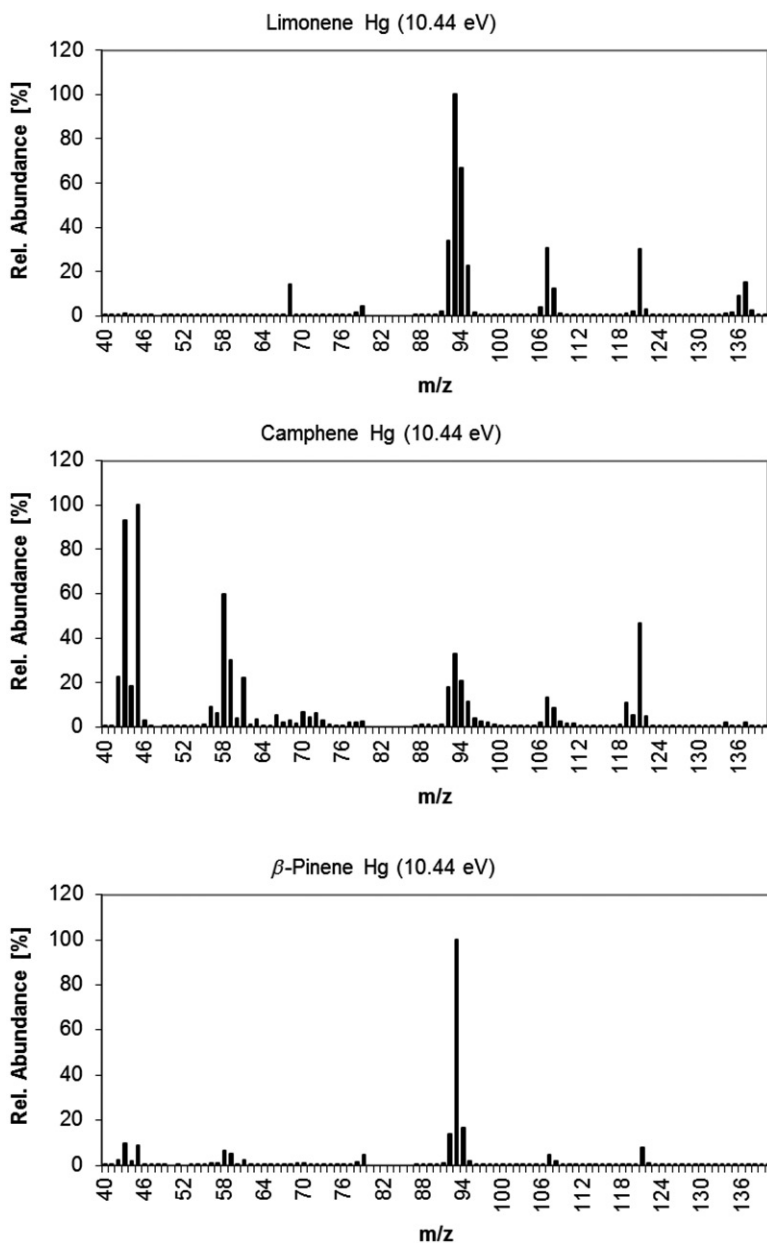 Limonene Hg (10.44 eV)
Rel. Abundance [%]
120
100
80
60
40
20
0
40 46 52 58 64 70 76 82 88 94 100 106 112 118 124 130 136
m/z
Camphene Hg (10.44 eV)
Rel. Abundance [%]
120
100
80
60
40
20
0
40 46 52 58 64 70 76 82 88 94 100 106 112 118 124 130 136
m/z
β-Pinene Hg (10.44 eV)
Rel. Abundance [%]
120
100
80
60
40
20
0
40 46 52 58 64 70 76 82 88 94 100 106 112 118 124 130 136
m/z